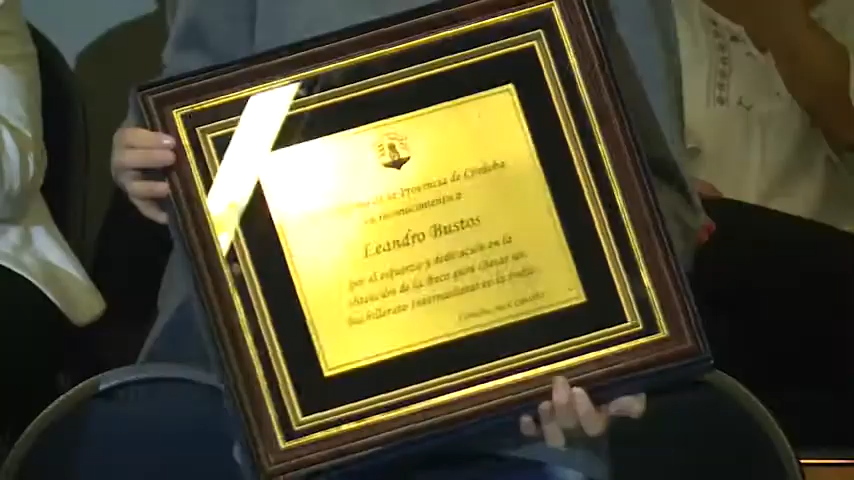 de la Provincia de Córdoba
en reconocimiento a
Leandro Bustos
por el esfuerzo y dedicación en la
obtención de la Beca para cursar un
bachillerato Internacional en la India